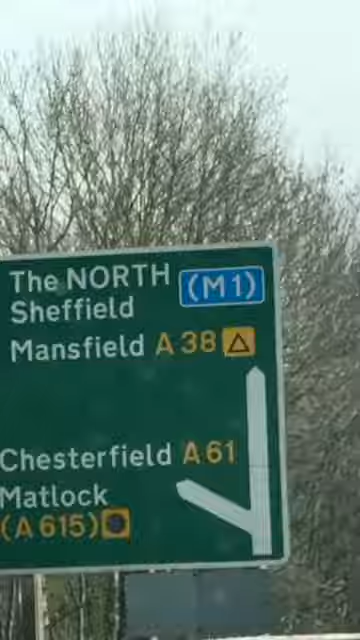 The NORTH (M1)
Sheffield
Mansfield A 38
Chesterfield A 61
Matlock
(A 615)